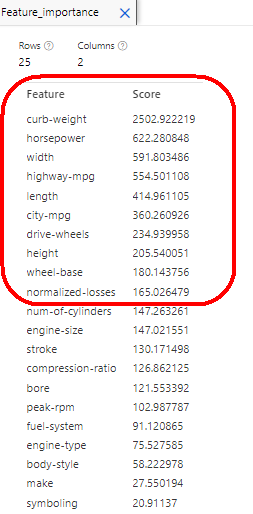 Feature_importance
Rows Columns
25 2
Feature Score
curb-weight 2502.922219
horsepower 622.280848
width 591.803486
highway-mpg 554.501108
length 414.961105
city-mpg 360.260926
drive-wheels 234.939958
height 205.540051
wheel-base 180.143756
normalized-losses 165.026479
num-of-cylinders 147.263261
engine-size 147.021551
stroke 130.171498
compression-ratio 126.862125
bore 121.553392
peak-rpm 102.987787
fuel-system 91.120865
engine-type 75.527585
body-style 58.222978
make 27.550194
symboling 20.91137